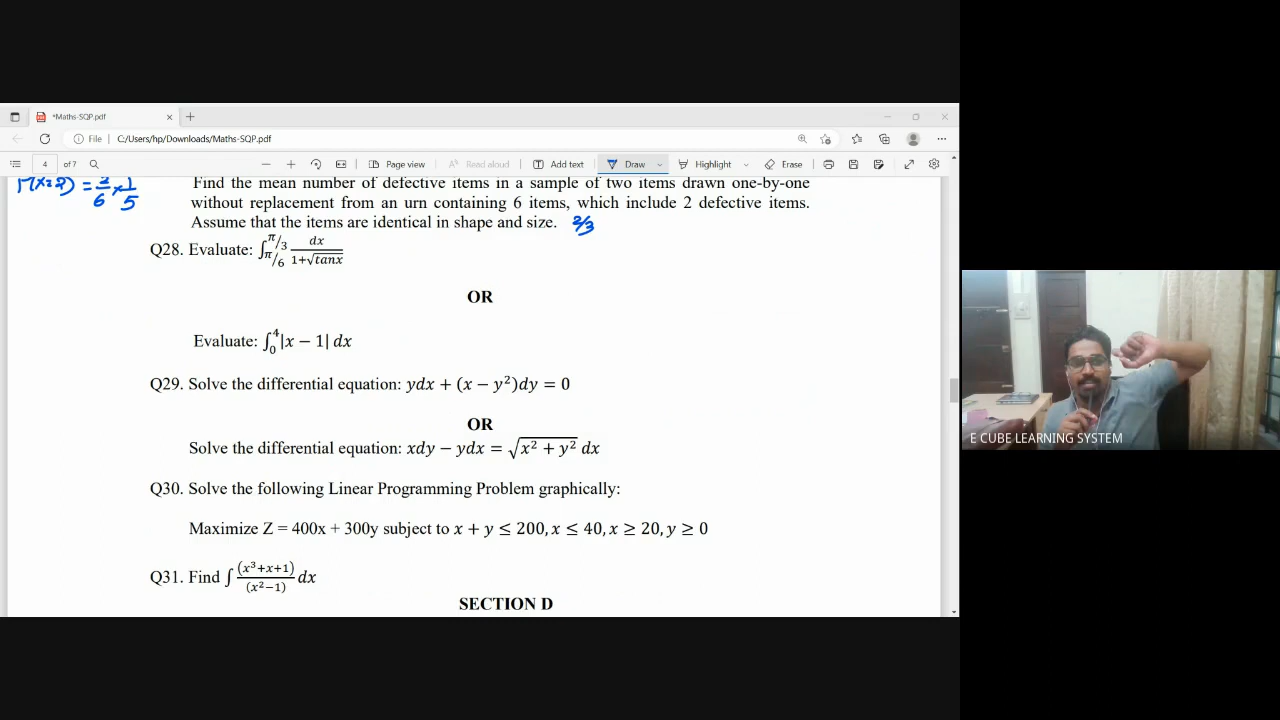 *Maths-SQP.pdf
File C:/Users/hp/Downloads/Maths-SQP.pdf
4 of 7 Page view Read aloud Add text Draw Highlight Erase
P(x=2) = 2/6 × 1/5
Find the mean number of defective items in a sample of two items drawn one-by-one
without replacement from an urn containing 6 items, which include 2 defective items.
Assume that the items are identical in shape and size. 2/3
Q28. Evaluate: ∫_{π/6}^{π/3} dx/(1+√tanx)
OR
Evaluate: ∫_0^4 |x − 1| dx
Q29. Solve the differential equation: ydx + (x − y²)dy = 0
OR
Solve the differential equation: xdy − ydx = √(x² + y²) dx
Q30. Solve the following Linear Programming Problem graphically:
Maximize Z = 400x + 300y subject to x + y ≤ 200, x ≤ 40, x ≥ 20, y ≥ 0
Q31. Find ∫ (x³+x+1)/(x²−1) dx
SECTION D
E CUBE LEARNING SYSTEM